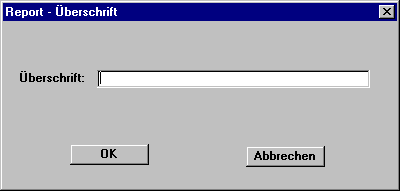 Report - Überschrift
Überschrift:
OK
Abbrechen